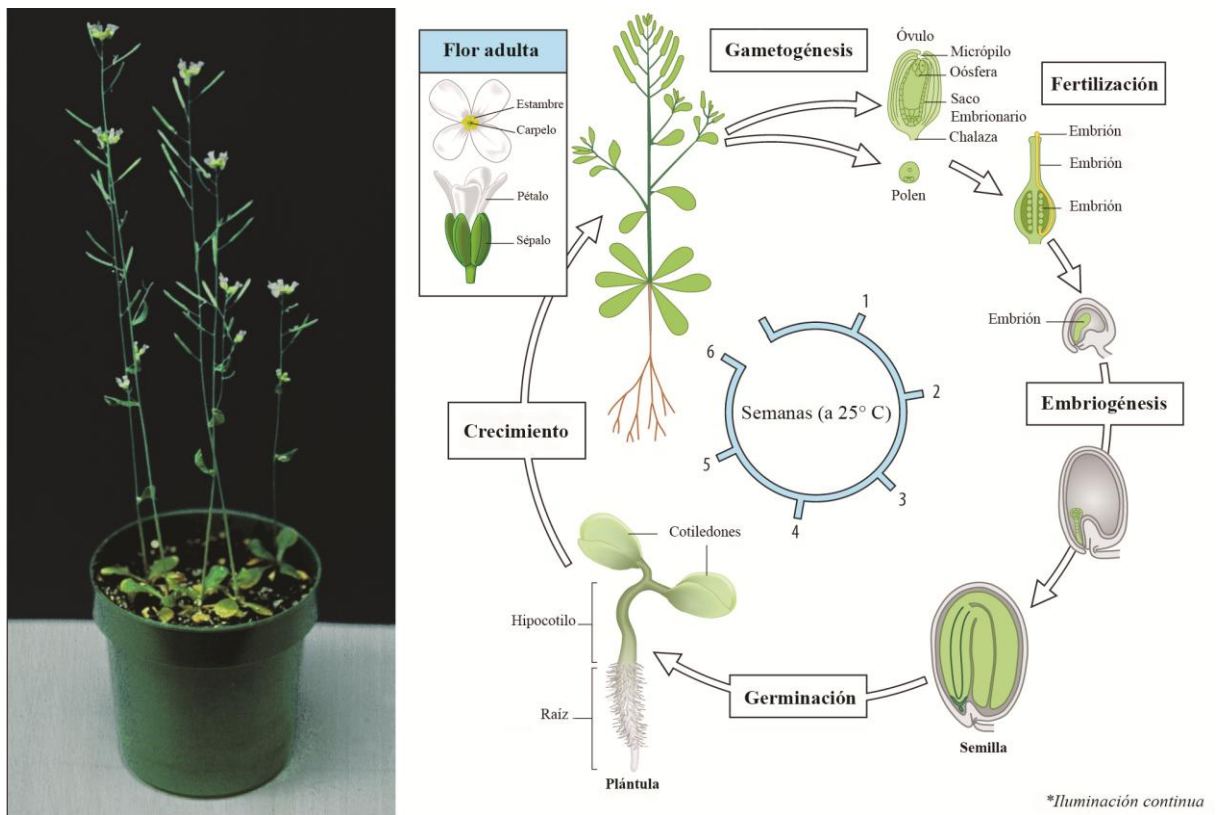 Flor adulta
Estambre
Carpelo
Pétalo
Sépalo
Gametogénesis
Óvulo
Micrópilo
Oósfera
Saco
Embrionario
Chalaza
Polen
Fertilización
Embrión
Embrión
Embrión
Embrión
Embriogénesis
Semilla
Germinación
Cotiledones
Hipocotilo
Raíz
Plántula
Crecimiento
1
2
3
4
5
6
Semanas (a 25° C)
*Iluminación continua